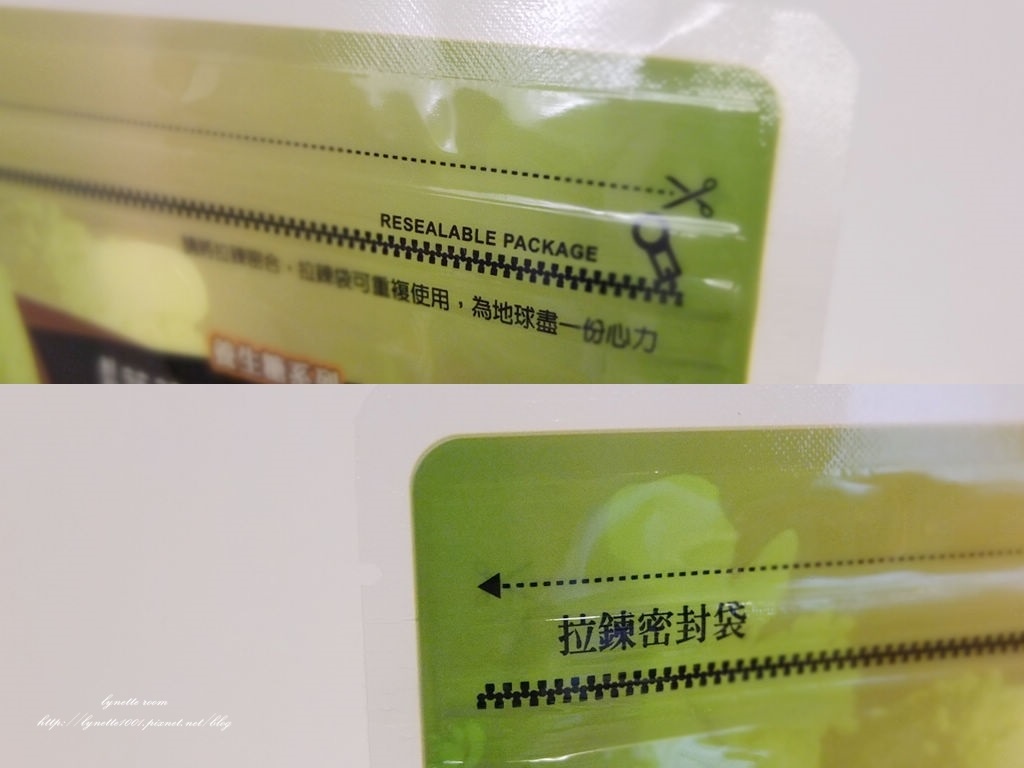 RESEALABLE PACKAGE
拉鍊袋可重複使用，為地球盡一份心力
拉鍊密封袋
lynette room
http://lynette1001.pixnet.net/blog